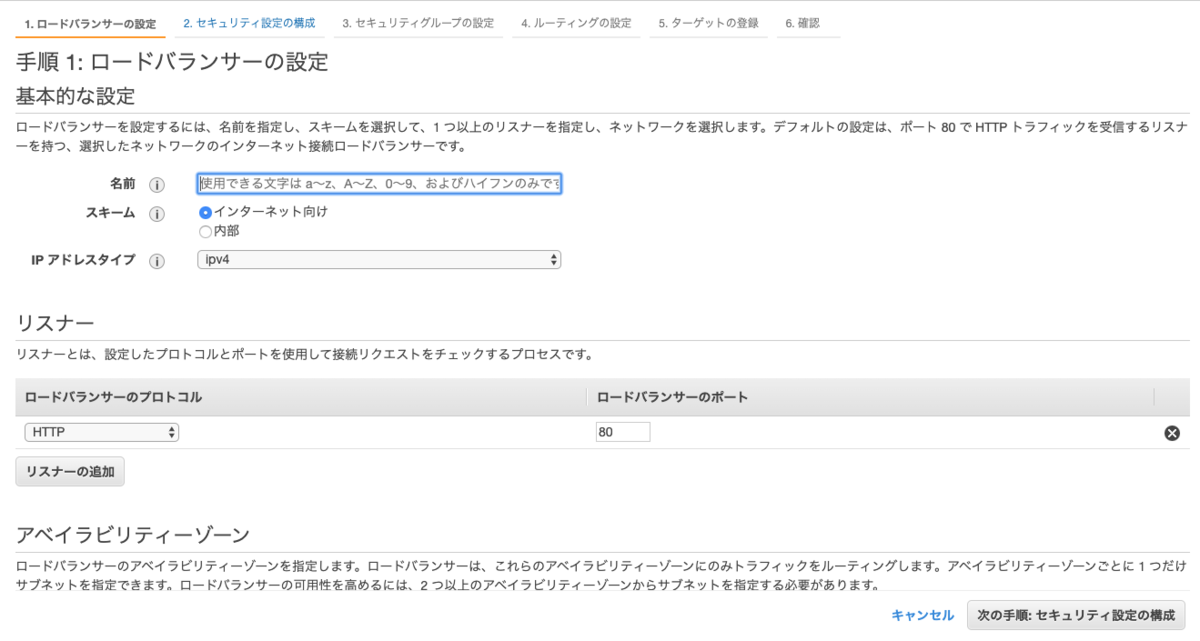 1. ロードバランサーの設定 2. セキュリティ設定の構成 3. セキュリティグループの設定 4. ルーティングの設定 5. ターゲットの登録 6. 確認
手順 1: ロードバランサーの設定
基本的な設定
ロードバランサーを設定するには、名前を指定し、スキームを選択して、1 つ以上のリスナーを指定し、ネットワークを選択します。デフォルトの設定は、ポート 80 で HTTP トラフィックを受信するリスナ
ーを持つ、選択したネットワークのインターネット接続ロードバランサーです。
名前 i 使用できる文字は a〜z、A〜Z、0〜9、およびハイフンのみです
スキーム i インターネット向け
内部
IP アドレスタイプ i ipv4
リスナー
リスナーとは、設定したプロトコルとポートを使用して接続リクエストをチェックするプロセスです。
ロードバランサーのプロトコル ロードバランサーのポート
HTTP 80
リスナーの追加
アベイラビリティーゾーン
ロードバランサーのアベイラビリティーゾーンを指定します。ロードバランサーは、これらのアベイラビリティーゾーンにのみトラフィックをルーティングします。アベイラビリティーゾーンごとに 1 つだけ
サブネットを指定できます。ロードバランサーの可用性を高めるには、2 つ以上のアベイラビリティーゾーンからサブネットを指定する必要があります。
キャンセル 次の手順: セキュリティ設定の構成